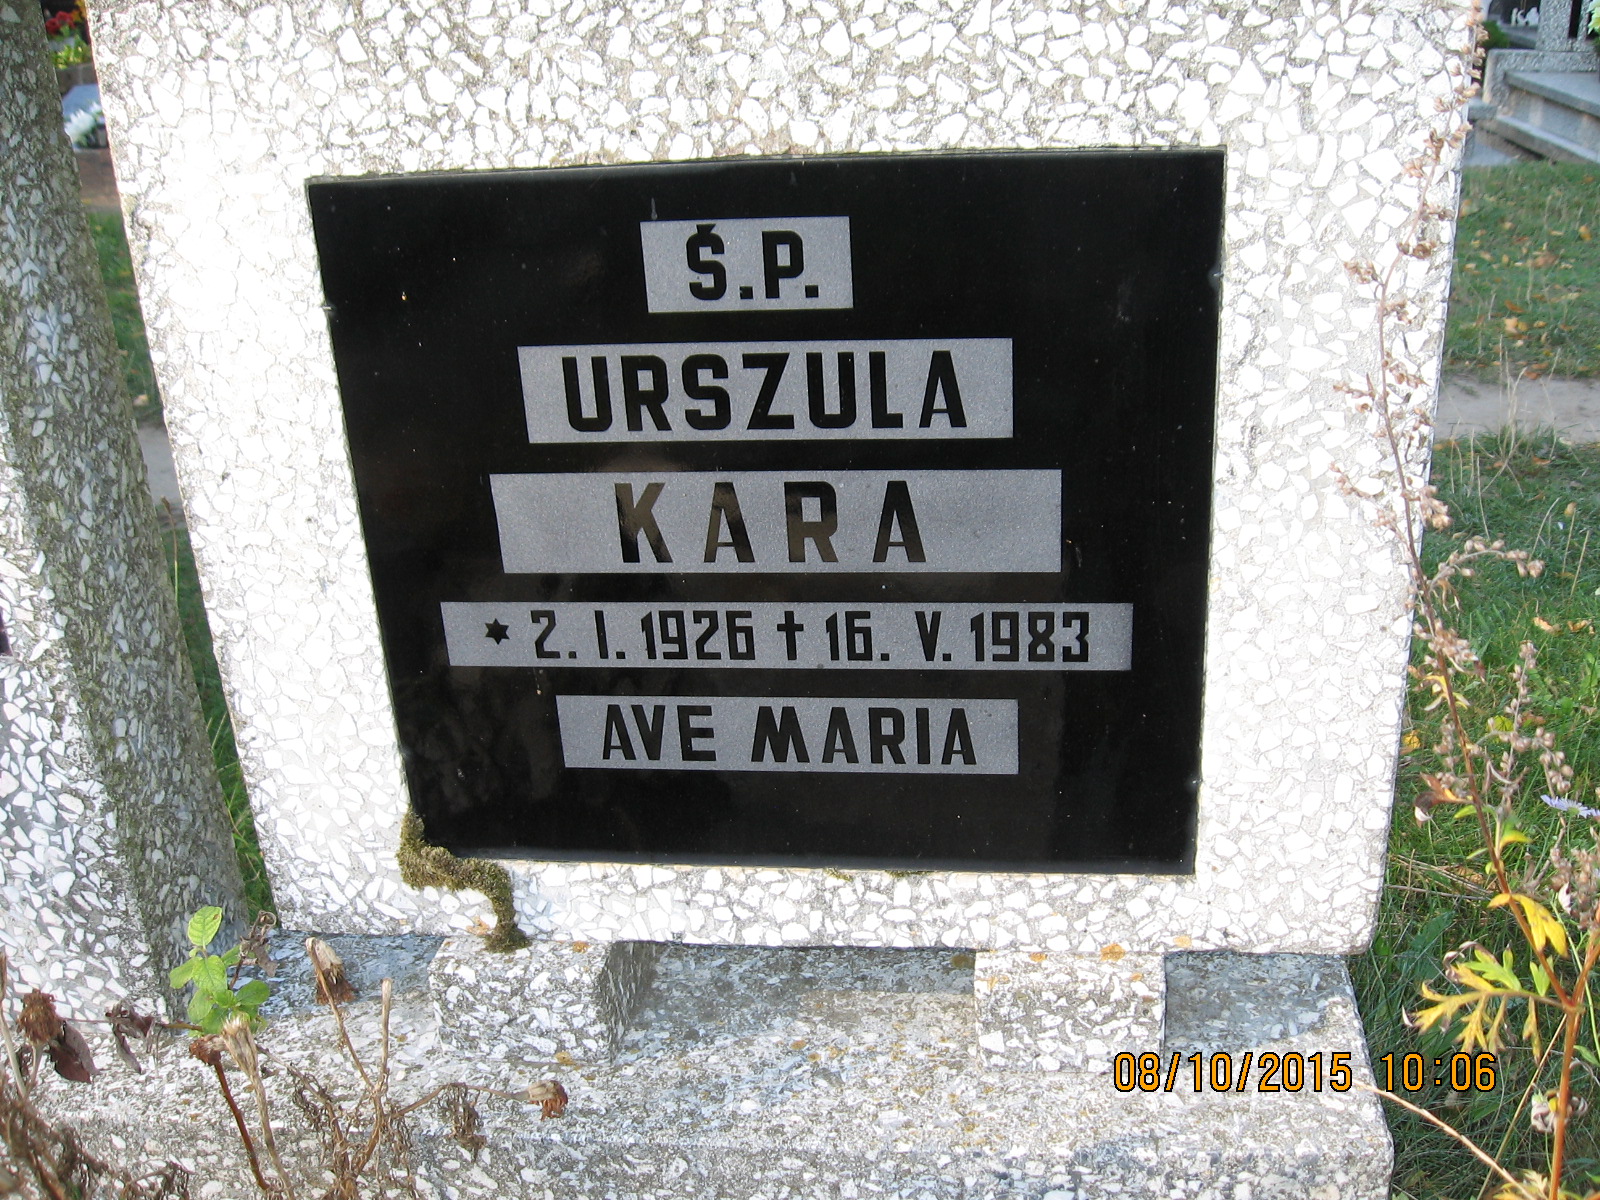 Ś.P.
URSZULA
KARA
✶ 2. I. 1926 ✝ 16. V. 1983
AVE MARIA
08/10/2015 10:06